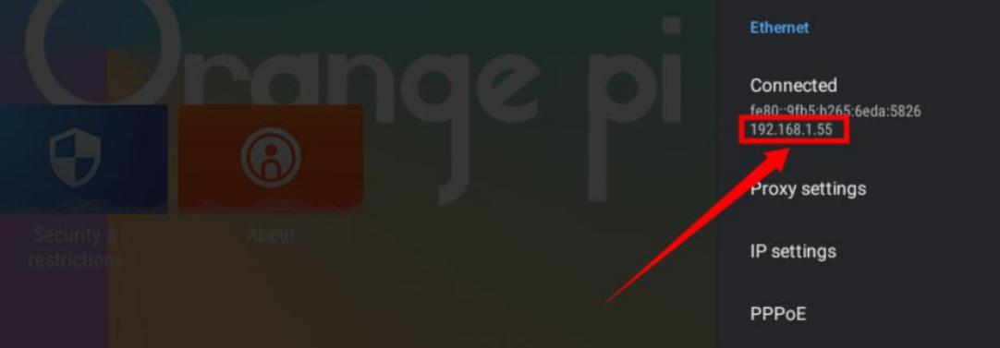 Orange pi
Security &
restrictions
About
Ethernet
Connected
fe80::9fb5:b265:6eda:5826
192.168.1.55
Proxy settings
IP settings
PPPoE